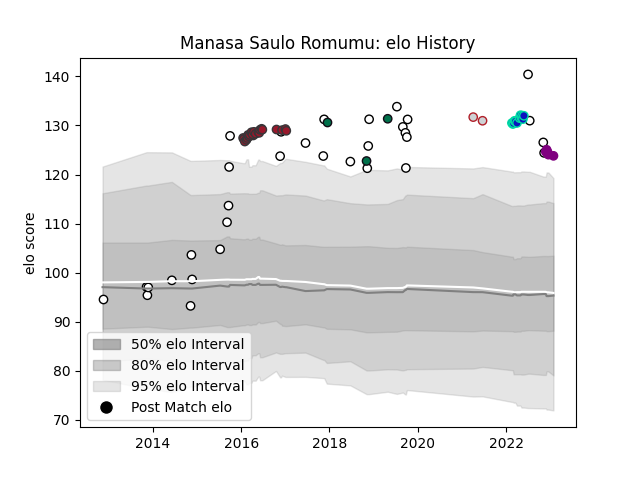 Manasa Saulo Romumu: elo History
elo score
140
130
120
110
100
90
80
70
50% elo Interval
80% elo Interval
95% elo Interval
Post Match elo
2014
2016
2018
2020
2022